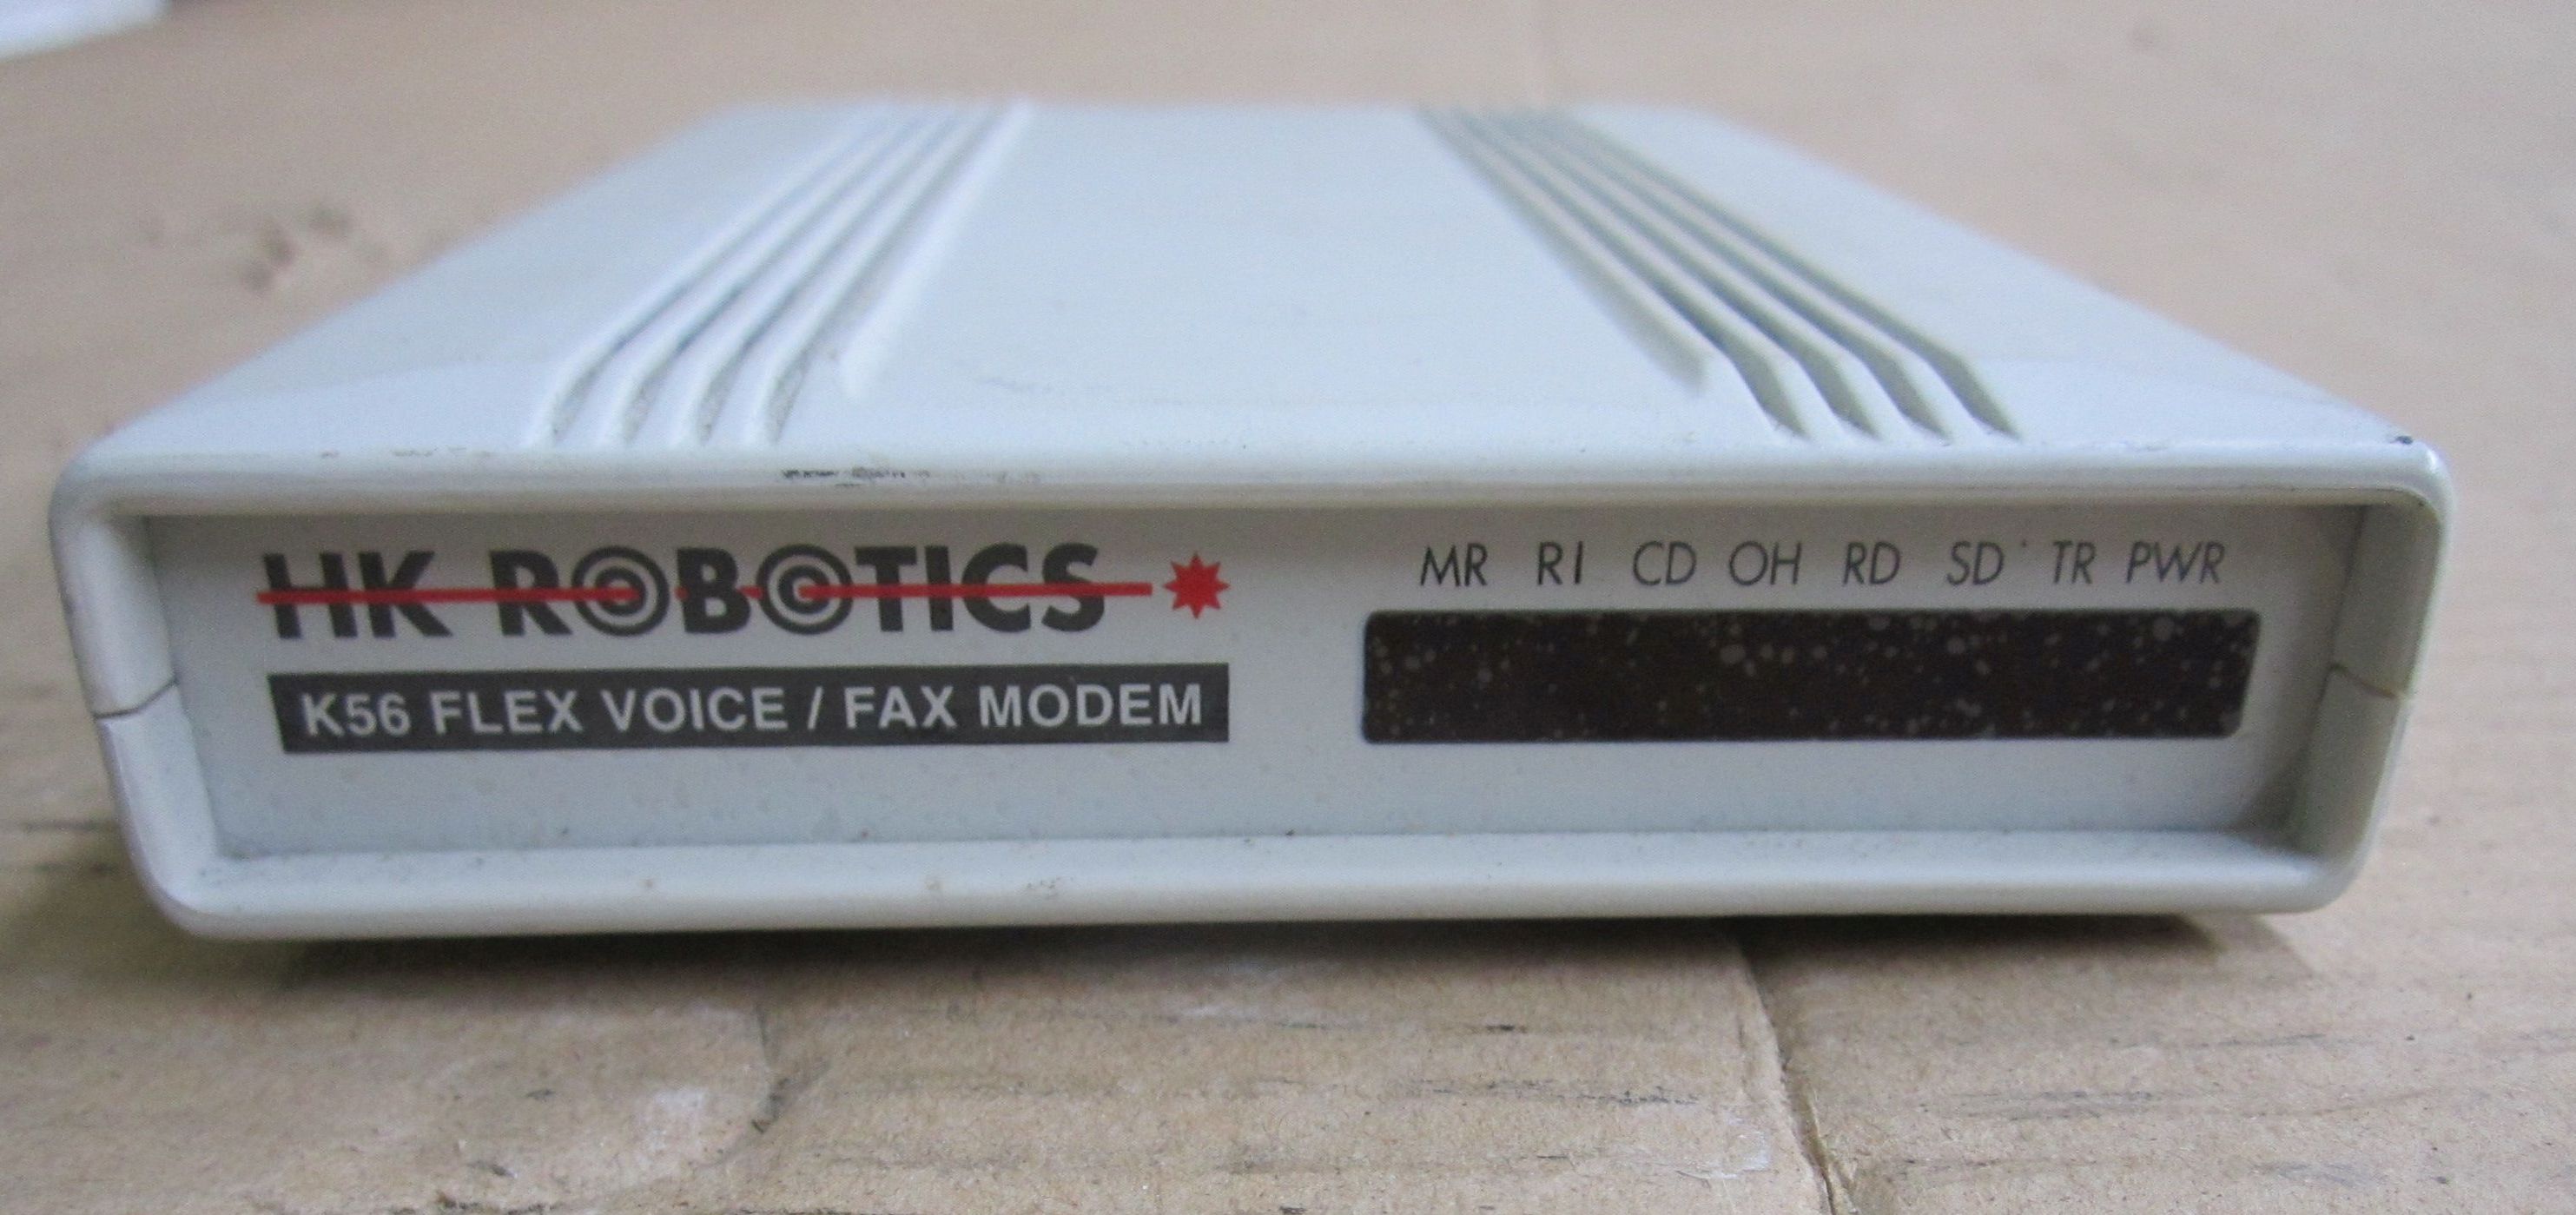 HK ROBOTICS
K56 FLEX VOICE / FAX MODEM
MR RI CD OH RD SD TR PWR